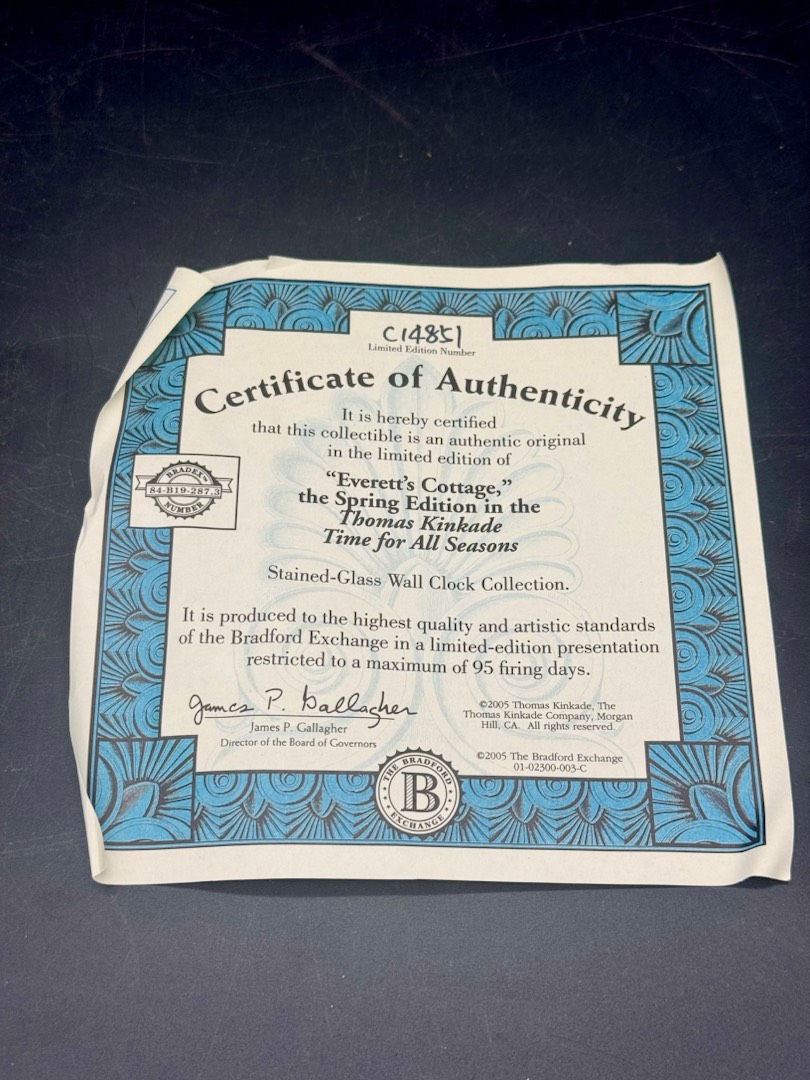 C14851
Limited Edition Number
Certificate of Authenticity
It is hereby certified
that this collectible is an authentic original
in the limited edition of
BRADEX™
84-B19-287.3
NUMBER
“Everett’s Cottage,”
the Spring Edition in the
Thomas Kinkade
Time for All Seasons
Stained-Glass Wall Clock Collection.
It is produced to the highest quality and artistic standards
of the Bradford Exchange in a limited-edition presentation
restricted to a maximum of 95 firing days.
James P. Gallagher
James P. Gallagher
Director of the Board of Governors
©2005 Thomas Kinkade, The
Thomas Kinkade Company, Morgan
Hill, CA. All rights reserved.
©2005 The Bradford Exchange
01-02300-003-C
THE BRADFORD
B
EXCHANGE